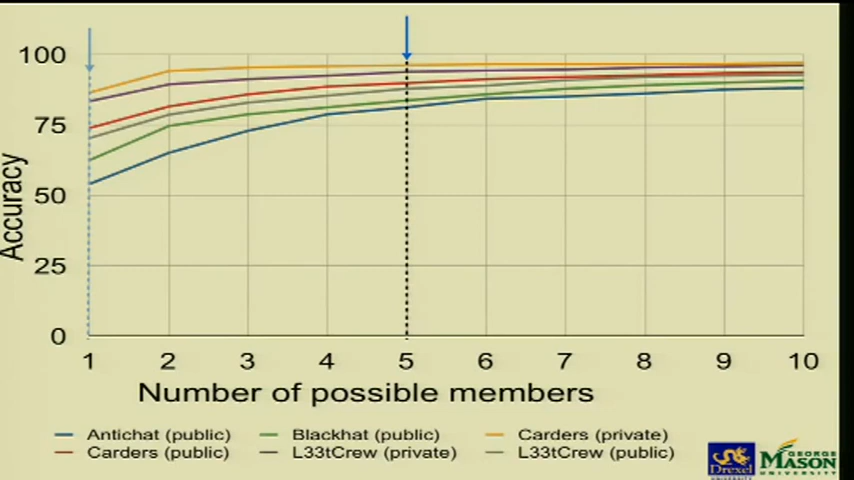 100
75
50
25
0
Accuracy
1 2 3 4 5 6 7 8 9 10
Number of possible members
Antichat (public) Blackhat (public) Carders (private)
Carders (public) L33tCrew (private) L33tCrew (public)
Drexel
UNIVERSITY
GEORGE
MASON
UNIVERSITY